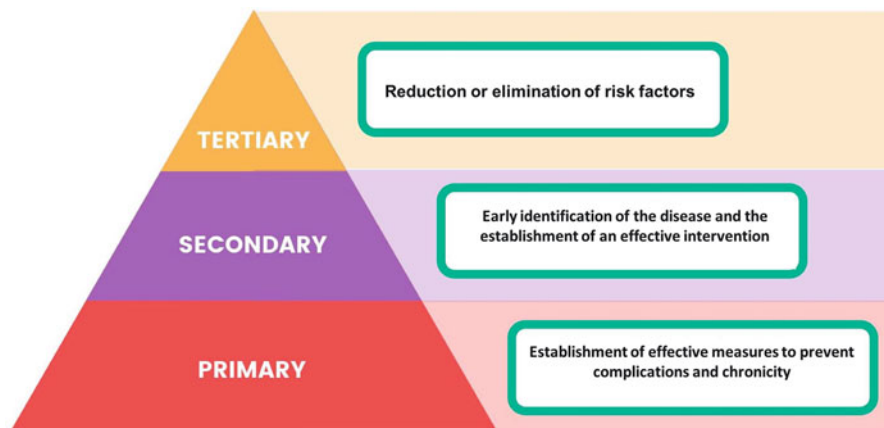 Reduction or elimination of risk factors
TERTIARY
Early identification of the disease and the
establishment of an effective intervention
SECONDARY
Establishment of effective measures to prevent
complications and chronicity
PRIMARY